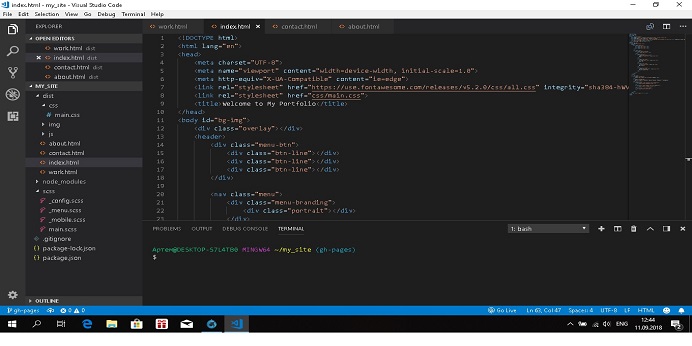 index.html - my_site - Visual Studio Code
File Edit Selection View Go Debug Terminal Help
EXPLORER
OPEN EDITORS
work.html dist
index.html dist
contact.html dist
about.html dist
MY_SITE
dist
css
main.css
img
js
about.html
contact.html
index.html
work.html
node_modules
scss
_config.scss
_menu.scss
_mobile.scss
main.scss
.gitignore
package-lock.json
package.json
OUTLINE
work.html index.html contact.html about.html
1 <!DOCTYPE html>
2 <html lang="en">
3 <head>
4 <meta charset="UTF-8">
5 <meta name="viewport" content="width=device-width, initial-scale=1.0">
6 <meta http-equiv="X-UA-Compatible" content="ie=edge">
7 <link rel="stylesheet" href="https://use.fontawesome.com/releases/v5.2.0/css/all.css" integrity="sha384-hWV
8 <link rel="stylesheet" href="css/main.css">
9 <title>Welcome to My Portfolio</title>
10 </head>
11 <body id="bg-img">
12 <div class="overlay"></div>
13 <header>
14 <div class="menu-btn">
15 <div class="btn-line"></div>
16 <div class="btn-line"></div>
17 <div class="btn-line"></div>
18 </div>
19
20 <nav class="menu">
21 <div class="menu-branding">
22 <div class="portrait"></div>
23 </div>
PROBLEMS OUTPUT DEBUG CONSOLE TERMINAL 1: bash
Артем@DESKTOP-S7LAT80 MINGW64 ~/my_site (gh-pages)
$
gh-pages 0 0 Go Live Ln 63, Col 47 Spaces: 4 UTF-8 LF HTML
ENG 12:44
11.09.2018